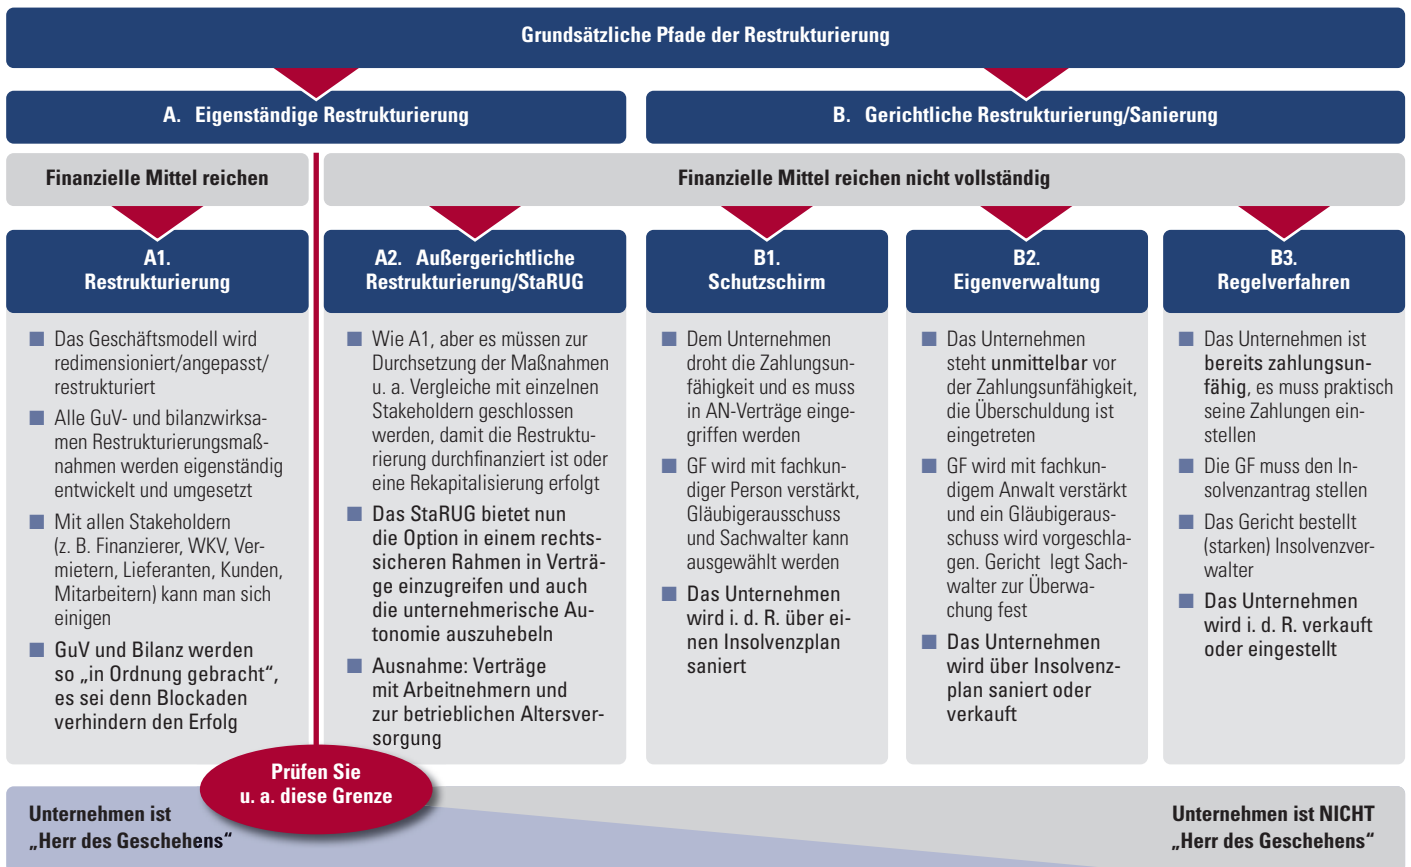 Grundsätzliche Pfade der Restrukturierung
A. Eigenständige Restrukturierung
B. Gerichtliche Restrukturierung/Sanierung
Finanzielle Mittel reichen
Finanzielle Mittel reichen nicht vollständig
A1.
Restrukturierung
■ Das Geschäftsmodell wird
redimensioniert/angepasst/
restrukturiert
■ Alle GuV- und bilanzwirksa-
men Restrukturierungsmaß-
nahmen werden eigenständig
entwickelt und umgesetzt
■ Mit allen Stakeholdern
(z. B. Finanzierer, WKV, Ver-
mietern, Lieferanten, Kunden,
Mitarbeitern) kann man sich
einigen
■ GuV und Bilanz werden
so „in Ordnung gebracht“,
es sei denn Blockaden
verhindern den Erfolg
A2. Außergerichtliche
Restrukturierung/StaRUG
■ Wie A1, aber es müssen zur
Durchsetzung der Maßnahmen
u. a. Vergleiche mit einzelnen
Stakeholdern geschlossen
werden, damit die Restruktu-
rierung durchfinanziert ist oder
eine Rekapitalisierung erfolgt
■ Das StaRUG bietet nun
die Option in einem rechts-
sicheren Rahmen in Verträ-
ge einzugreifen und auch
die unternehmerische Au-
tonomie auszuhebeln
■ Ausnahme: Verträge
mit Arbeitnehmern und
zur betrieblichen Altersver-
sorgung
B1.
Schutzschirm
■ Dem Unternehmen
droht die Zahlungsun-
fähigkeit und es muss
in AN-Verträge einge-
griffen werden
■ GF wird mit fachkun-
diger Person verstärkt,
Gläubigerausschuss
und Sachwalter kann
ausgewählt werden
■ Das Unternehmen
wird i. d. R. über ei-
nen Insolvenzplan
saniert
B2.
Eigenverwaltung
■ Das Unternehmen
steht unmittelbar vor
der Zahlungsunfähigkeit,
die Überschuldung ist
eingetreten
■ GF wird mit fachkun-
digem Anwalt verstärkt
und ein Gläubigeraus-
schuss wird vorgeschla-
gen. Gericht legt Sach-
walter zur Überwa-
chung fest
■ Das Unternehmen
wird über Insolvenz-
plan saniert oder
verkauft
B3.
Regelverfahren
■ Das Unternehmen ist
bereits zahlungsun-
fähig, es muss praktisch
seine Zahlungen ein-
stellen
■ Die GF muss den In-
solvenzantrag stellen
■ Das Gericht bestellt
(starken) Insolvenzver-
walter
■ Das Unternehmen
wird i. d. R. verkauft
oder eingestellt
Prüfen Sie
u. a. diese Grenze
Unternehmen ist
„Herr des Geschehens“
Unternehmen ist NICHT
„Herr des Geschehens“